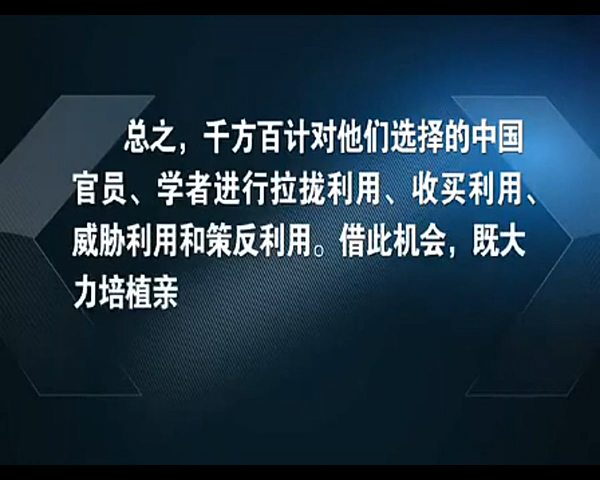 总之，千方百计对他们选择的中国
官员、学者进行拉拢利用、收买利用、
威胁利用和策反利用。借此机会，既大
力培植亲